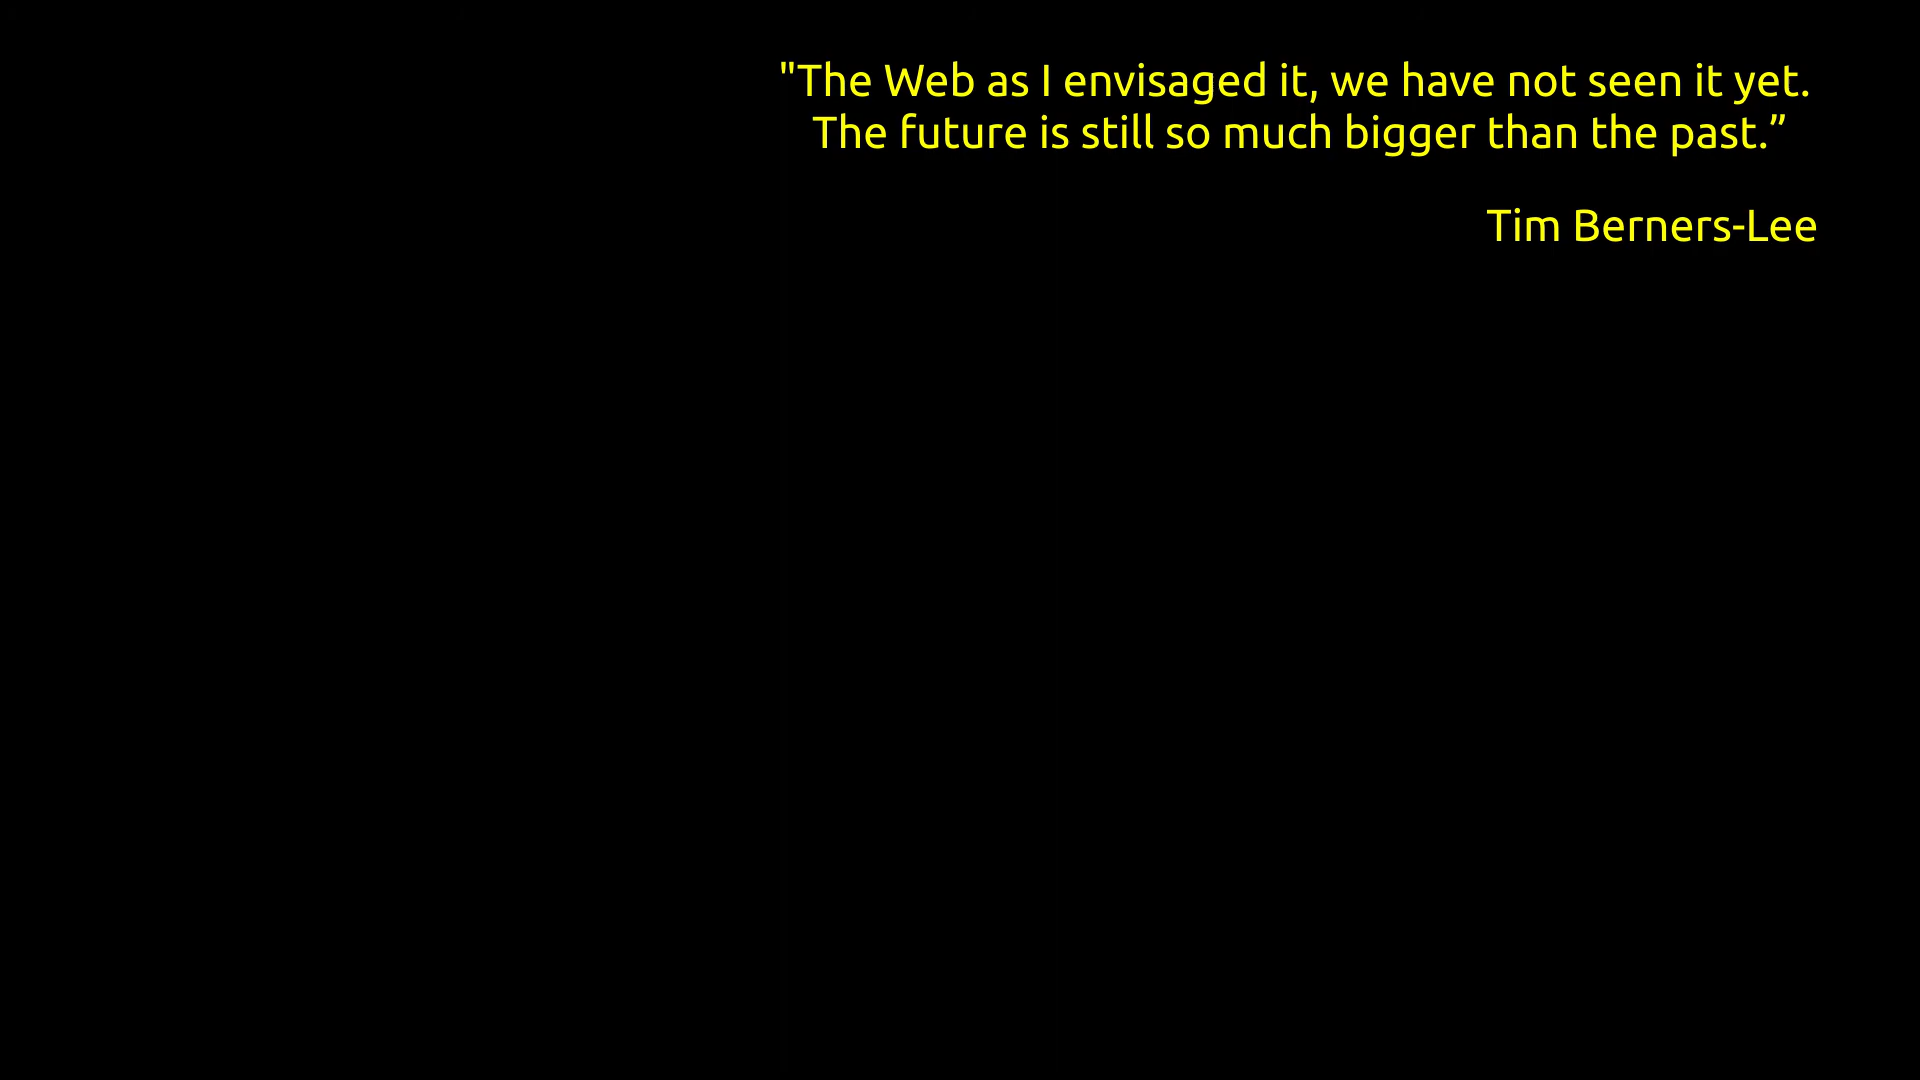 "The Web as I envisaged it, we have not seen it yet.
The future is still so much bigger than the past.”
Tim Berners-Lee